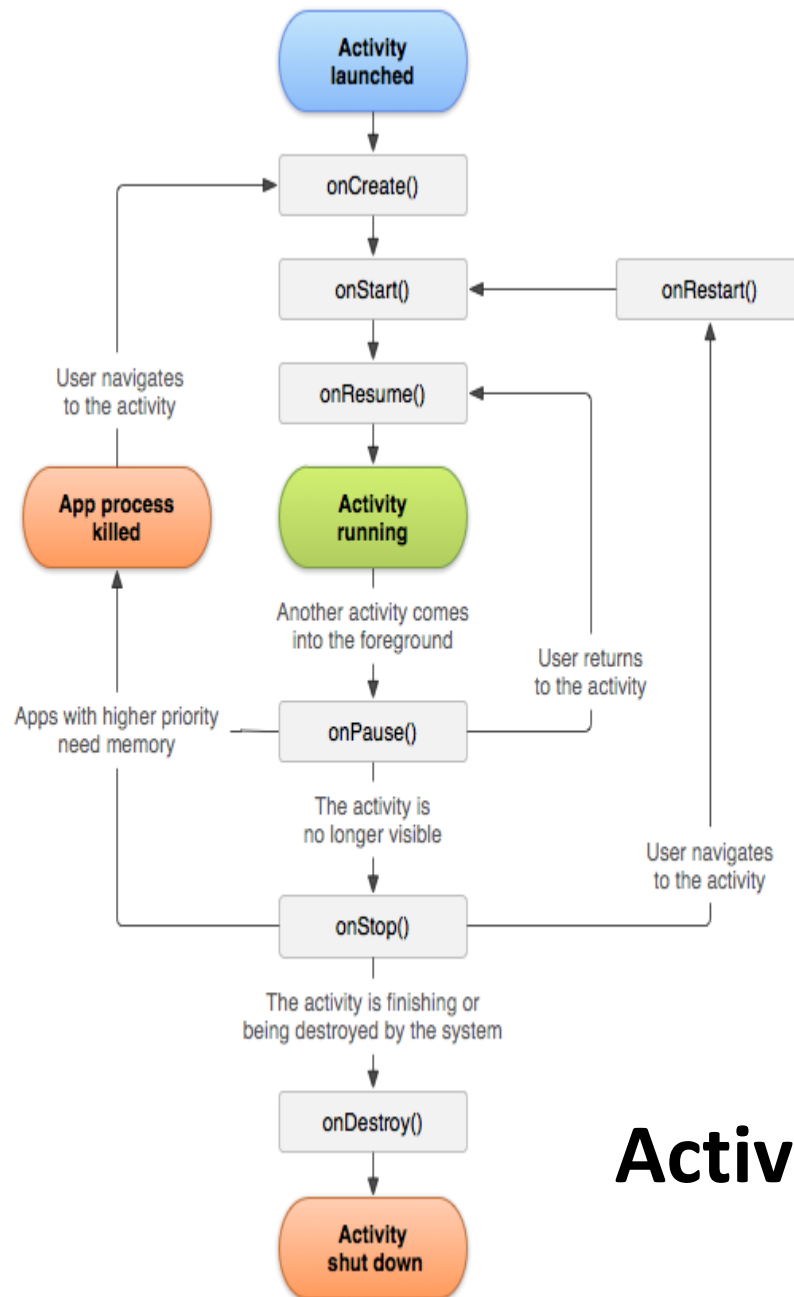 Activity
launched
onCreate()
onStart()
onRestart()
onResume()
User navigates
to the activity
App process
killed
Activity
running
Another activity comes
into the foreground
User returns
to the activity
Apps with higher priority
need memory
onPause()
The activity is
no longer visible
User navigates
to the activity
onStop()
The activity is finishing or
being destroyed by the system
onDestroy()
Activ
Activity
shut down